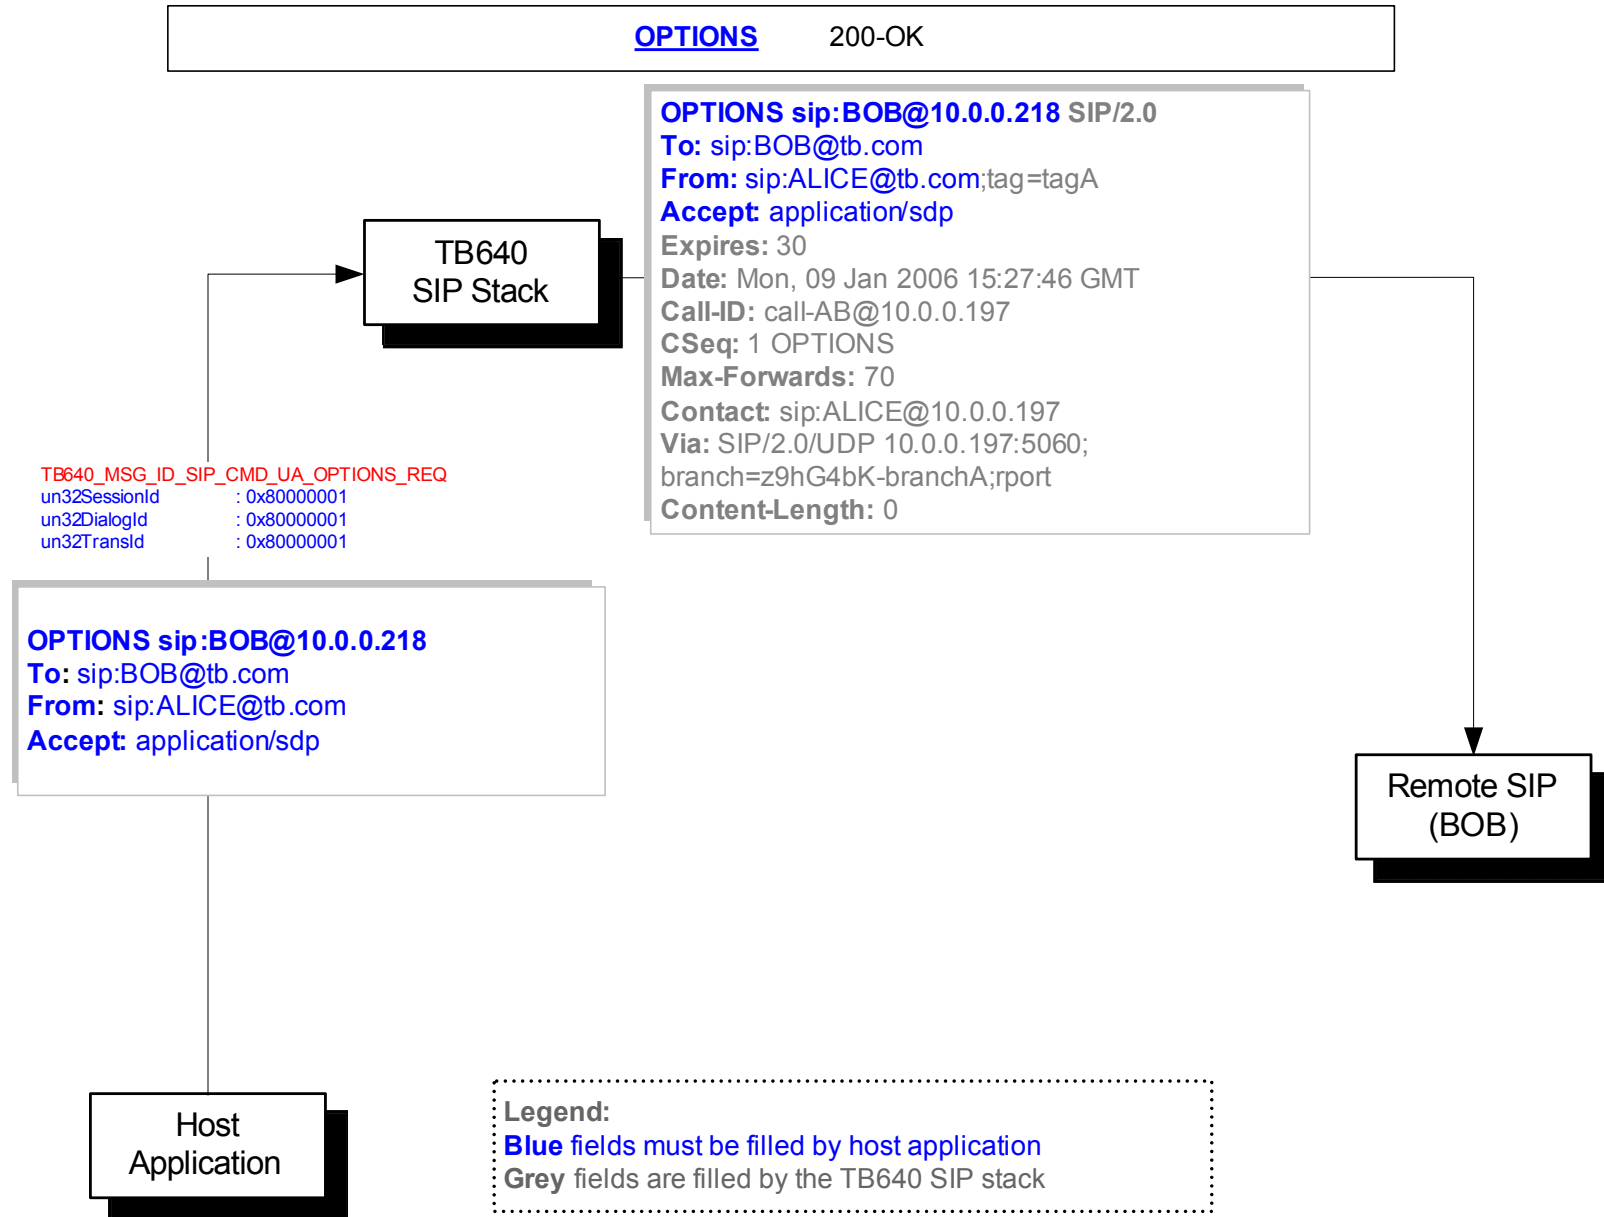 OPTIONS 200-OK
OPTIONS sip:BOB@10.0.0.218 SIP/2.0
To: sip:BOB@tb.com
From: sip:ALICE@tb.com;tag=tagA
Accept: application/sdp
Expires: 30
Date: Mon, 09 Jan 2006 15:27:46 GMT
Call-ID: call-AB@10.0.0.197
CSeq: 1 OPTIONS
Max-Forwards: 70
Contact: sip:ALICE@10.0.0.197
Via: SIP/2.0/UDP 10.0.0.197:5060;
branch=z9hG4bK-branchA;rport
Content-Length: 0
TB640
SIP Stack
TB640_MSG_ID_SIP_CMD_UA_OPTIONS_REQ
un32SessionId : 0x80000001
un32DialogId : 0x80000001
un32TransId : 0x80000001
OPTIONS sip:BOB@10.0.0.218
To: sip:BOB@tb.com
From: sip:ALICE@tb.com
Accept: application/sdp
Remote SIP
(BOB)
Host
Application
Legend:
Blue fields must be filled by host application
Grey fields are filled by the TB640 SIP stack